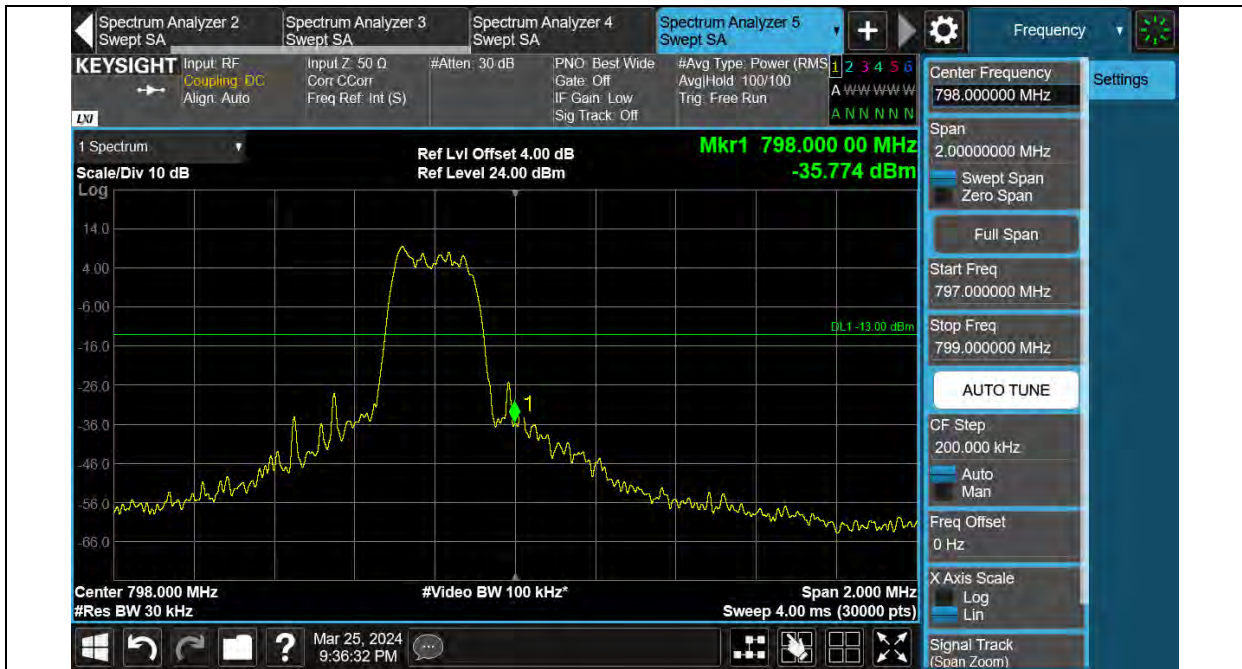 Spectrum Analyzer 2
Swept SA
Spectrum Analyzer 3
Swept SA
Spectrum Analyzer 4
Swept SA
Spectrum Analyzer 5
Swept SA
+
Frequency
KEYSIGHT
LXI
Input: RF
Coupling: DC
Align: Auto
Input Z: 50 Ω
Corr CCorr
Freq Ref: Int (S)
#Atten: 30 dB
PNO: Best Wide
Gate: Off
IF Gain: Low
Sig Track: Off
#Avg Type: Power (RMS
Avg|Hold: 100/100
Trig: Free Run
1 2 3 4 5 6
A W W W W W
A N N N N N
1 Spectrum
Scale/Div 10 dB
Log
Ref Lvl Offset 4.00 dB
Ref Level 24.00 dBm
Mkr1 798.000 00 MHz
-35.774 dBm
14.0
4.00
-6.00
-16.0
-26.0
-36.0
-46.0
-56.0
-66.0
DL1 -13.00 dBm
1
Center 798.000 MHz
#Res BW 30 kHz
#Video BW 100 kHz*
Span 2.000 MHz
Sweep 4.00 ms (30000 pts)
Center Frequency
798.000000 MHz
Settings
Span
2.00000000 MHz
Swept Span
Zero Span
Full Span
Start Freq
797.000000 MHz
Stop Freq
799.000000 MHz
AUTO TUNE
CF Step
200.000 kHz
Auto
Man
Freq Offset
0 Hz
X Axis Scale
Log
Lin
Signal Track
(Span Zoom)
?
Mar 25, 2024
9:36:32 PM